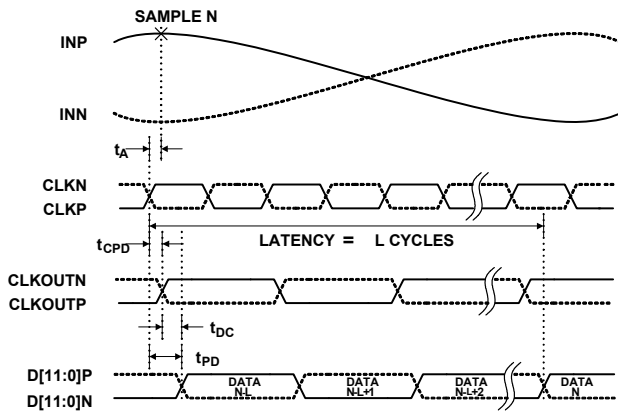 SAMPLE N
INP
INN
tA
CLKN
CLKP
LATENCY = L CYCLES
tCPD
CLKOUTN
CLKOUTP
tDC
tPD
D[11:0]P
D[11:0]N
DATA
N-L
DATA
N-L+1
DATA
N-L+2
DATA
N